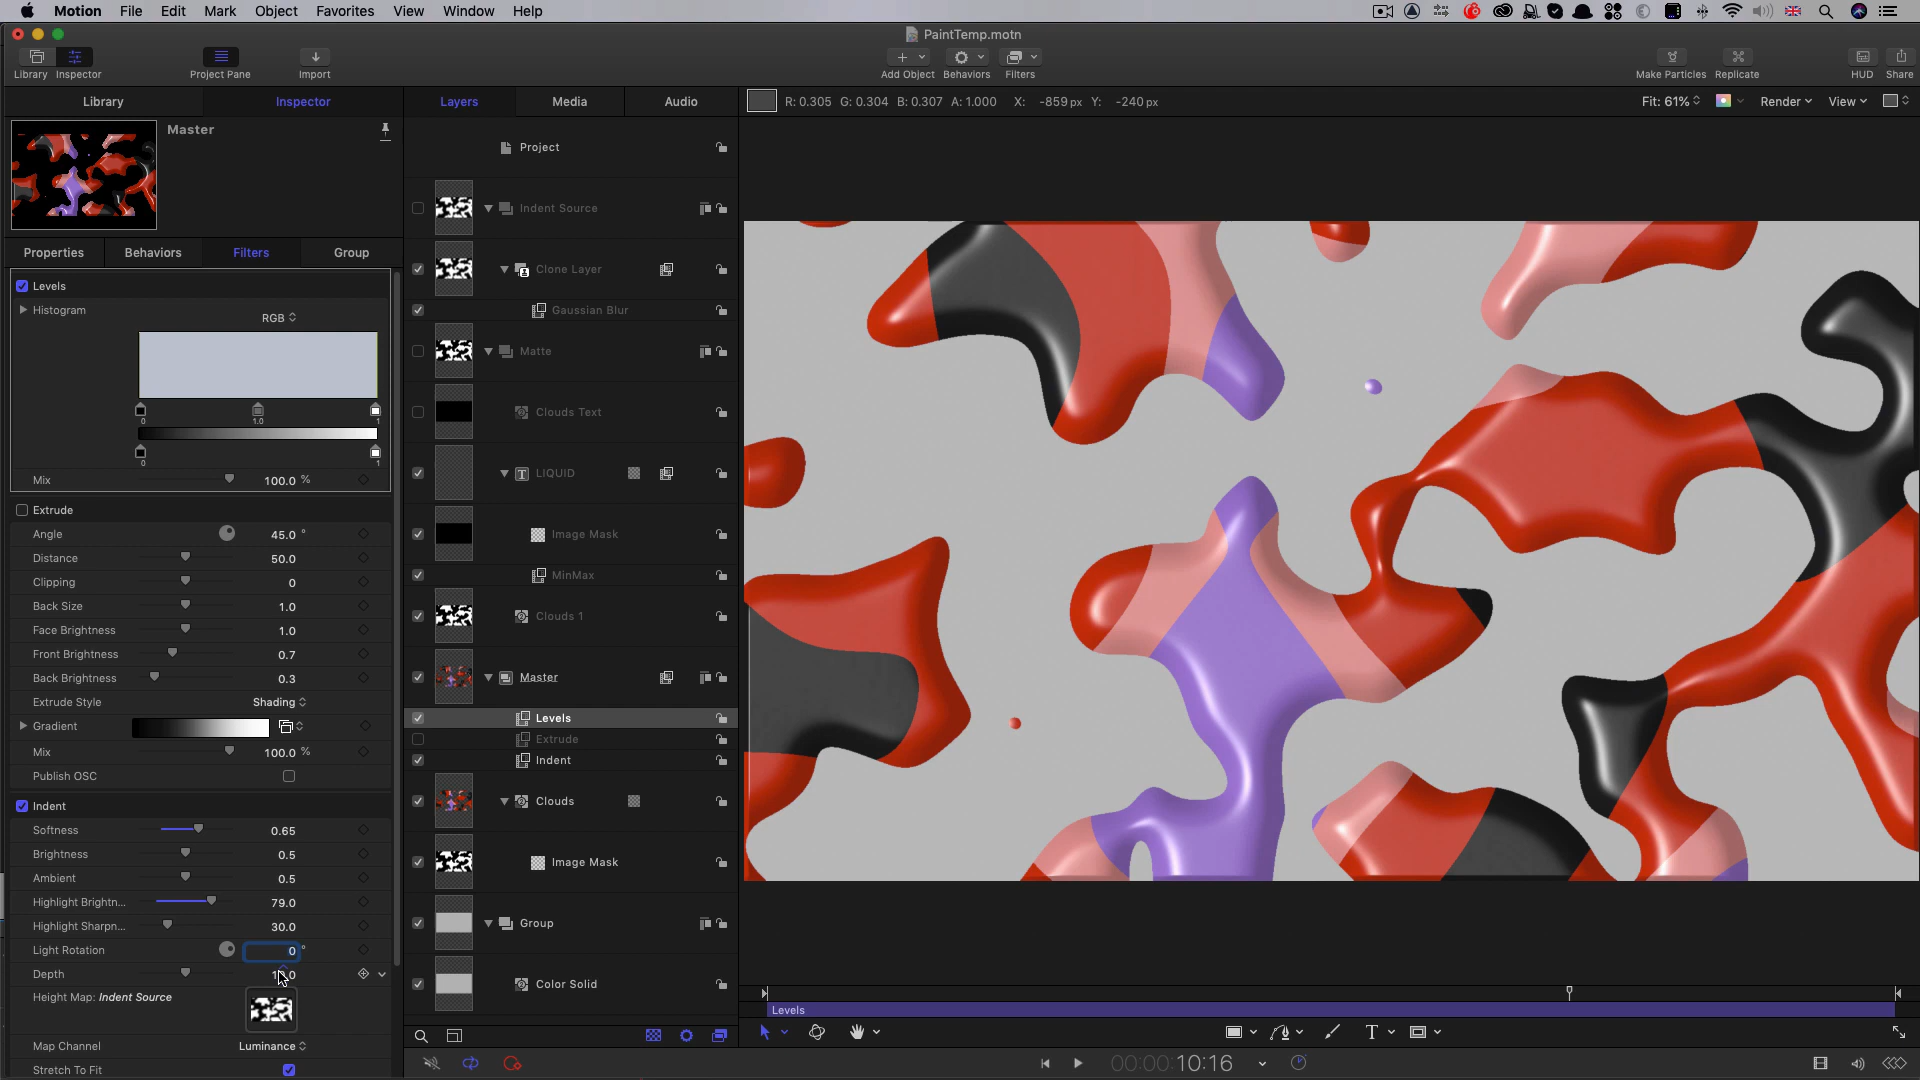 Motion File Edit Mark Object Favorites View Window Help
PaintTemp.motn
Library Inspector Project Pane Import Add Object Behaviors Filters Make Particles Replicate HUD Share
Library Inspector Layers Media Audio R: 0.305 G: 0.304 B: 0.307 A: 1.000 X: -859 px Y: -240 px Fit: 61% Render View
Master
Properties Behaviors Filters Group
Levels
Histogram
RGB
0 1.0 1
0 1
Mix 100.0 %
Extrude
Angle 45.0 °
Distance 50.0
Clipping 0
Back Size 1.0
Face Brightness 1.0
Front Brightness 0.7
Back Brightness 0.3
Extrude Style Shading
Gradient
Mix 100.0 %
Publish OSC
Indent
Softness 0.65
Brightness 0.5
Ambient 0.5
Highlight Brightn... 79.0
Highlight Sharpn... 30.0
Light Rotation 0 °
Depth
Height Map: Indent Source
Map Channel Luminance
Stretch To Fit
Project
Indent Source
Clone Layer
Gaussian Blur
Matte
Clouds Text
T LIQUID
Image Mask
MinMax
Clouds 1
Master
Levels
Extrude
Indent
Clouds
Image Mask
Group
Color Solid
Levels
T
00:00:10:16